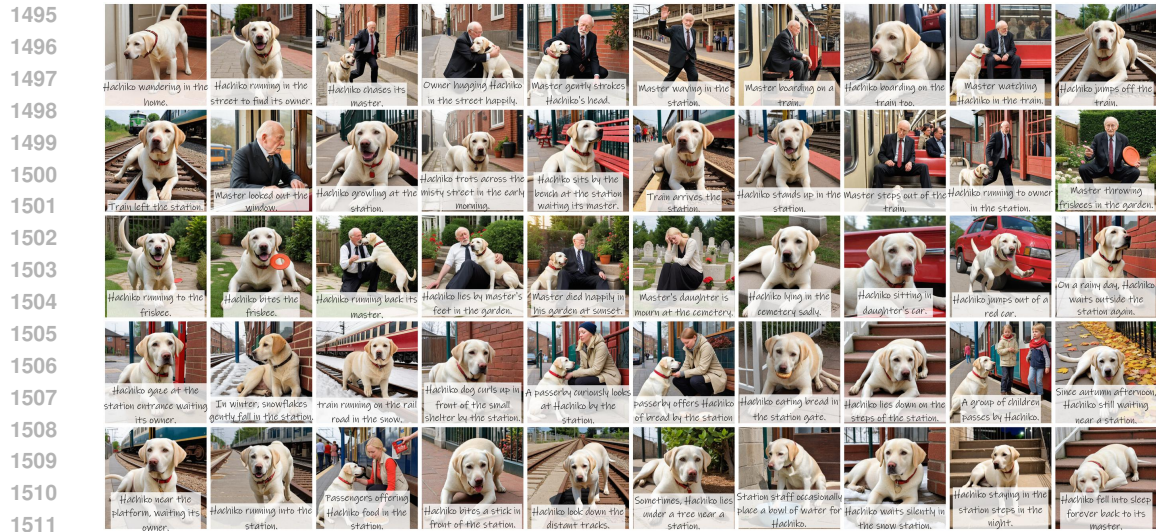 1495
1496
1497
1498
1499
1500
1501
1502
1503
1504
1505
1506
1507
1508
1509
1510
1511
Hachiko wandering in the
home.
Hachiko running in the
street to find its owner.
Hachiko chases its
master.
Owner hugging Hachiko
in the street happily.
Master gently strokes
Hachiko's head.
Master waving in the
station.
Master boarding on a
train.
Hachiko boarding on the
train too.
Master watching
Hachiko in the train.
Hachiko jumps off the
train.
Train left the station.
Master looked out the
window.
Hachiko growling at the
station.
Hachiko trots across the
misty street in the early
morning.
Hachiko sits by the
bench at the station
waiting its master.
Train arrives the
station.
Hachiko stands up in the
station.
Master steps out of the
train.
Hachiko running to owner
in the station.
Master throwing
frisbees in the garden.
Hachiko running to the
frisbee.
Hachiko bites the
frisbee.
Hachiko running back its
master.
Hachiko lies by master's
feet in the garden.
Master died happily in
his garden at sunset.
Master's daughter is
mourn at the cemetery.
Hachiko lying in the
cemetery sadly.
Hachiko sitting in
daughter's car.
Hachiko jumps out of a
red car.
On a rainy day, Hachiko
waits outside the
station again.
Hachiko gaze at the
station entrance waiting
its owner.
In winter, snowflakes
gently fall in the station.
train running on the rail
road in the snow.
Hachiko dog curls up in
front of the small
shelter by the station.
A passerby curiously looks
at Hachiko by the
station.
passerby offers Hachiko
of bread by the station.
Hachiko eating bread in
the station gate.
Hachiko lies down on the
steps of the station.
A group of children
passes by Hachiko.
Since autumn afternoon,
Hachiko still waiting
near a station.
Hachiko near the
platform, waiting its
owner.
Hachiko running into the
station.
Passengers offering
Hachiko food in the
station.
Hachiko bites a stick in
front of the station.
Hachiko look down the
distant tracks.
Sometimes, Hachiko lies
under a tree near a
station.
Station staff occasionally
place a bowl of water for
Hachiko.
Hachiko waits silently in
the snow station.
Hachiko staying in the
station steps in the
night.
Hachiko fell into sleep
forever back to its
master.